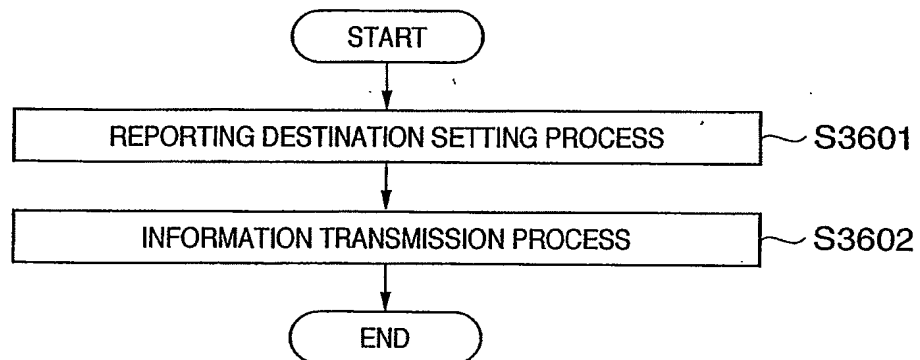 START
REPORTING DESTINATION SETTING PROCESS
S3601
INFORMATION TRANSMISSION PROCESS
S3602
END